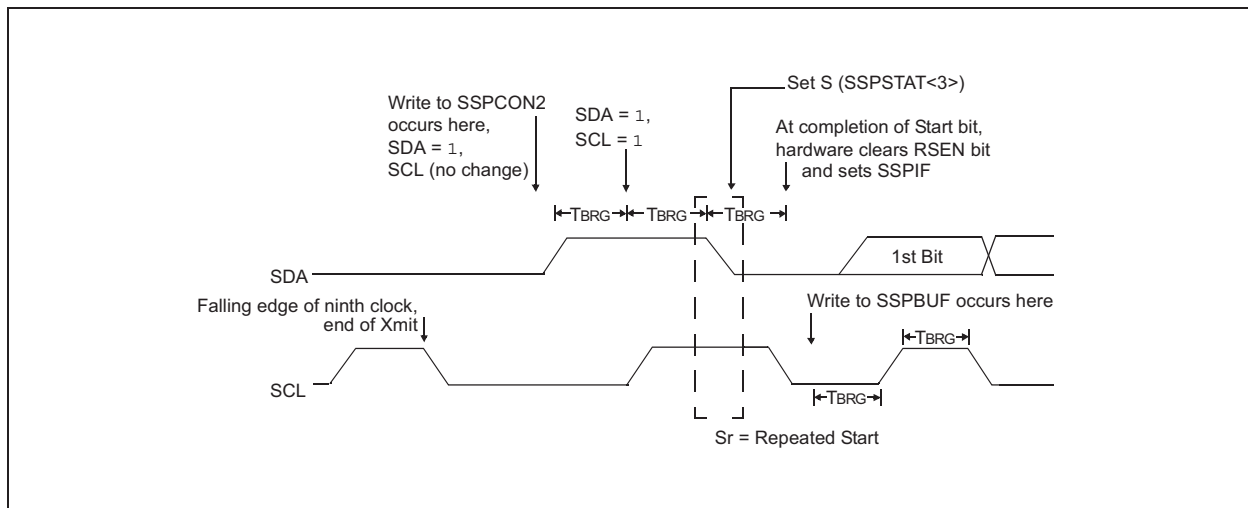 Set S (SSPSTAT<3>)
Write to SSPCON2
occurs here,
SDA = 1,
SCL (no change)
SDA = 1,
SCL = 1
At completion of Start bit,
hardware clears RSEN bit
and sets SSPIF
TBRG
TBRG
TBRG
SDA
1st Bit
Falling edge of ninth clock,
end of Xmit
Write to SSPBUF occurs here
TBRG
SCL
TBRG
Sr = Repeated Start